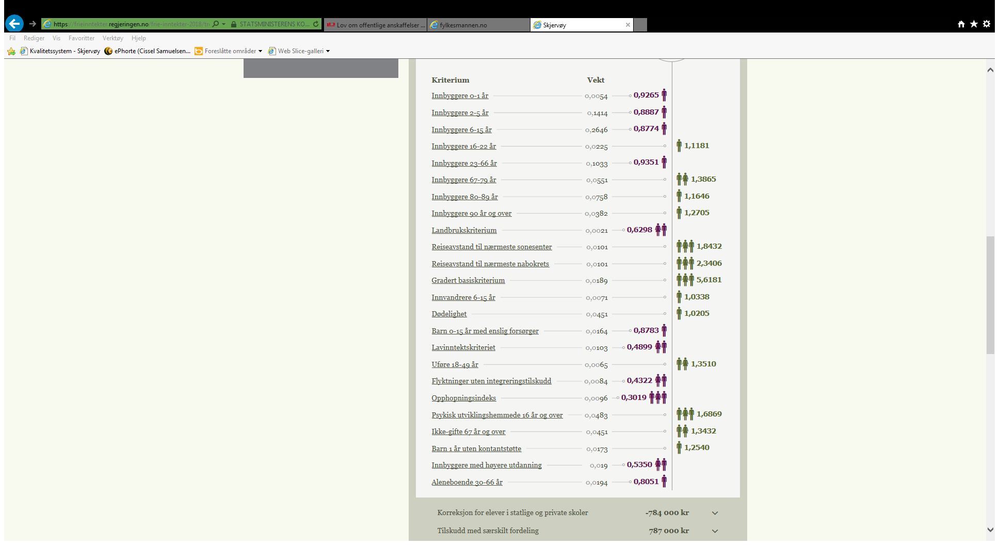 https://frieinntekter.regjeringen.no/frie-inntekter-2018/tr STATSMINISTERENS KO... Lov om offentlige anskaffelser ... fylkesmannen.no Skjervøy
Fil Rediger Vis Favoritter Verktøy Hjelp
Kvalitetssystem - Skjervøy ePhorte (Cissel Samuelsen... Foreslåtte områder Web Slice-galleri
Kriterium Vekt
Innbyggere 0-1 år 0,0054 0,9265
Innbyggere 2-5 år 0,1414 0,8887
Innbyggere 6-15 år 0,2646 0,8774
Innbyggere 16-22 år 0,0225 1,1181
Innbyggere 23-66 år 0,1033 0,9351
Innbyggere 67-79 år 0,0551 1,3865
Innbyggere 80-89 år 0,0758 1,1646
Innbyggere 90 år og over 0,0382 1,2705
Landbrukskriterium 0,0021 0,6298
Reiseavstand til nærmeste sonesenter 0,0101 1,8432
Reiseavstand til nærmeste nabokrets 0,0101 2,3406
Gradert basiskriterium 0,0189 5,6181
Innvandrere 6-15 år 0,0071 1,0338
Dødelighet 0,0451 1,0205
Barn 0-15 år med enslig forsørger 0,0164 0,8783
Lavinntektskriteriet 0,0103 0,4899
Uføre 18-49 år 0,0065 1,3510
Flyktninger uten integreringstilskudd 0,0084 0,4322
Opphopningsindeks 0,0096 0,3019
Psykisk utviklingshemmede 16 år og over 0,0483 1,6869
Ikke-gifte 67 år og over 0,0451 1,3432
Barn 1 år uten kontantstøtte 0,0173 1,2540
Innbyggere med høyere utdanning 0,019 0,5350
Aleneboende 30-66 år 0,0194 0,8051
Korreksjon for elever i statlige og private skoler -784 000 kr
Tilskudd med særskilt fordeling 787 000 kr